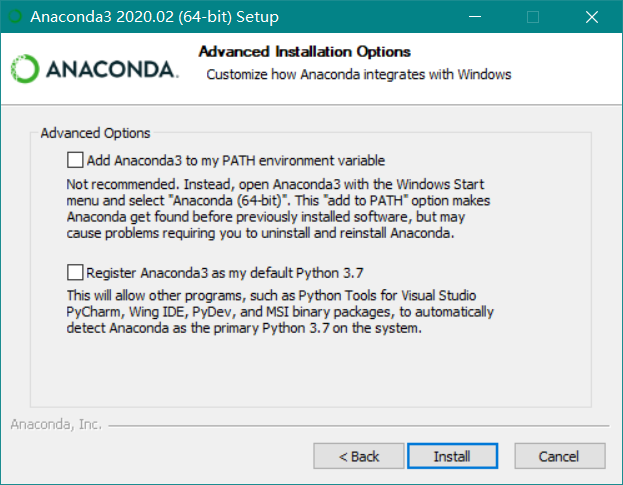 Anaconda3 2020.02 (64-bit) Setup
ANACONDA.
Advanced Installation Options
Customize how Anaconda integrates with Windows
Advanced Options
Add Anaconda3 to my PATH environment variable
Not recommended. Instead, open Anaconda3 with the Windows Start
menu and select "Anaconda (64-bit)". This "add to PATH" option makes
Anaconda get found before previously installed software, but may
cause problems requiring you to uninstall and reinstall Anaconda.
Register Anaconda3 as my default Python 3.7
This will allow other programs, such as Python Tools for Visual Studio
PyCharm, Wing IDE, PyDev, and MSI binary packages, to automatically
detect Anaconda as the primary Python 3.7 on the system.
Anaconda, Inc.
< Back
Install
Cancel